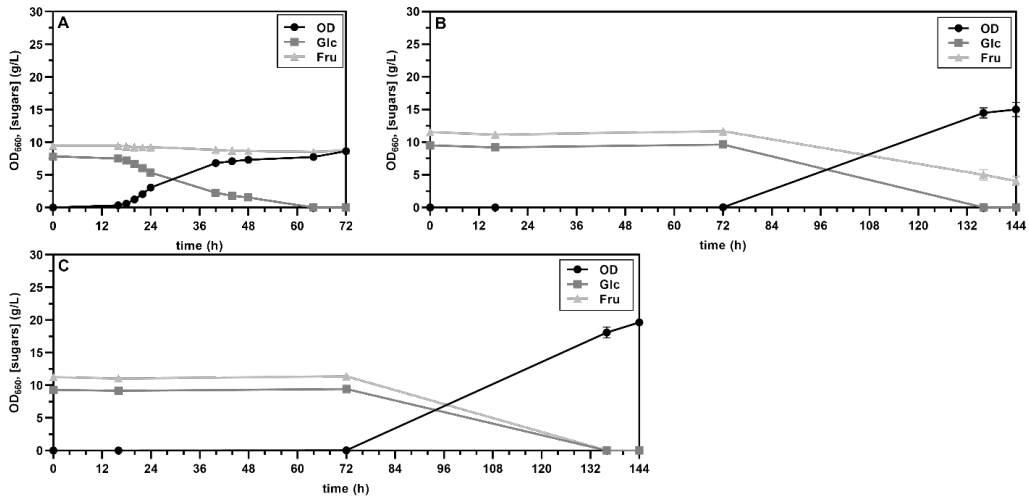 A
OD
Glc
Fru
OD660, [sugars] (g/L)
30
25
20
15
10
5
0
0 12 24 36 48 60 72
time (h)
B
OD
Glc
Fru
OD660, [sugars] (g/L)
30
25
20
15
10
5
0
0 12 24 36 48 60 72 84 96 108 120 132 144
time (h)
C
OD
Glc
Fru
OD660, [sugars] (g/L)
30
25
20
15
10
5
0
0 12 24 36 48 60 72 84 96 108 120 132 144
time (h)